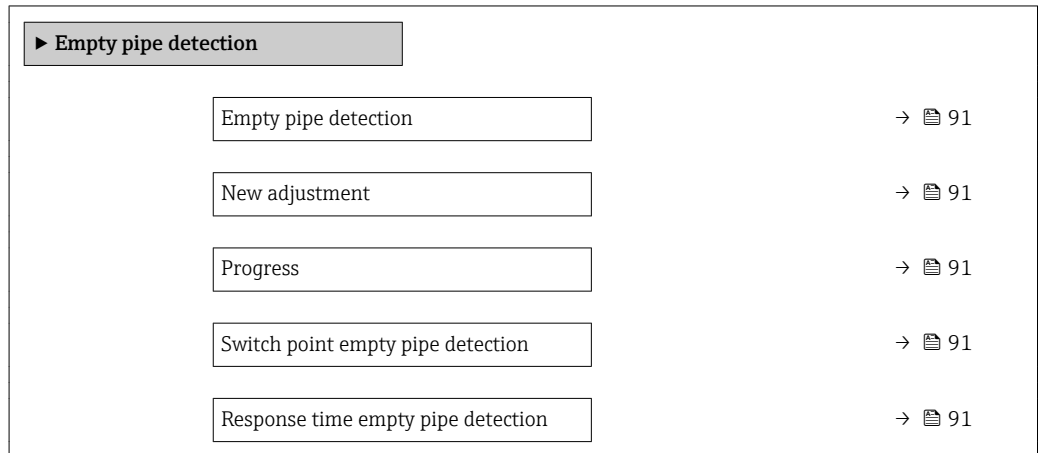 ▶ Empty pipe detection
Empty pipe detection → 91
New adjustment → 91
Progress → 91
Switch point empty pipe detection → 91
Response time empty pipe detection → 91